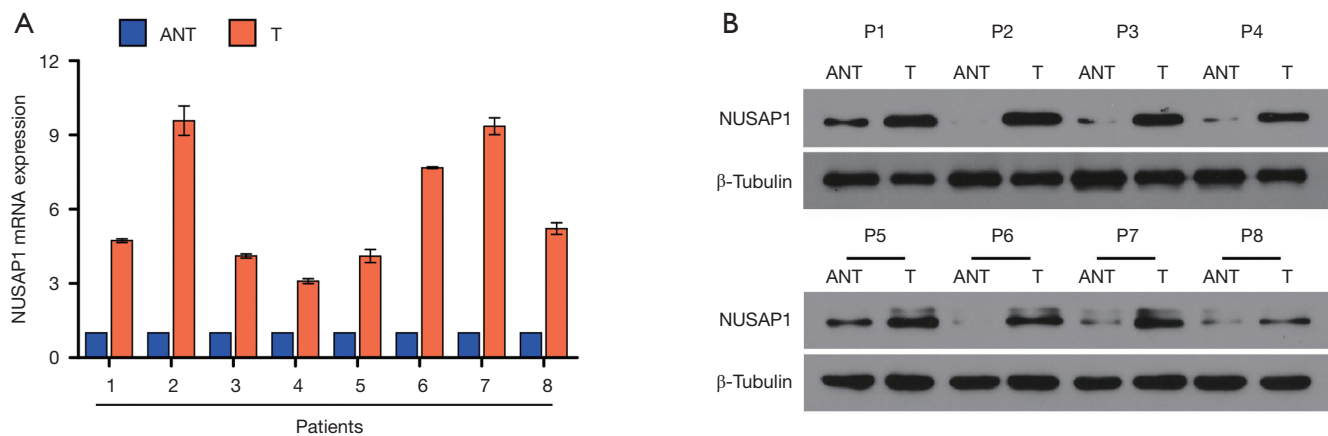 A
ANT T
NUSAP1 mRNA expression
12
9
6
3
0
1 2 3 4 5 6 7 8
Patients
B
P1 P2 P3 P4
ANT T ANT T ANT T ANT T
NUSAP1
β-Tubulin
P5 P6 P7 P8
ANT T ANT T ANT T ANT T
NUSAP1
β-Tubulin